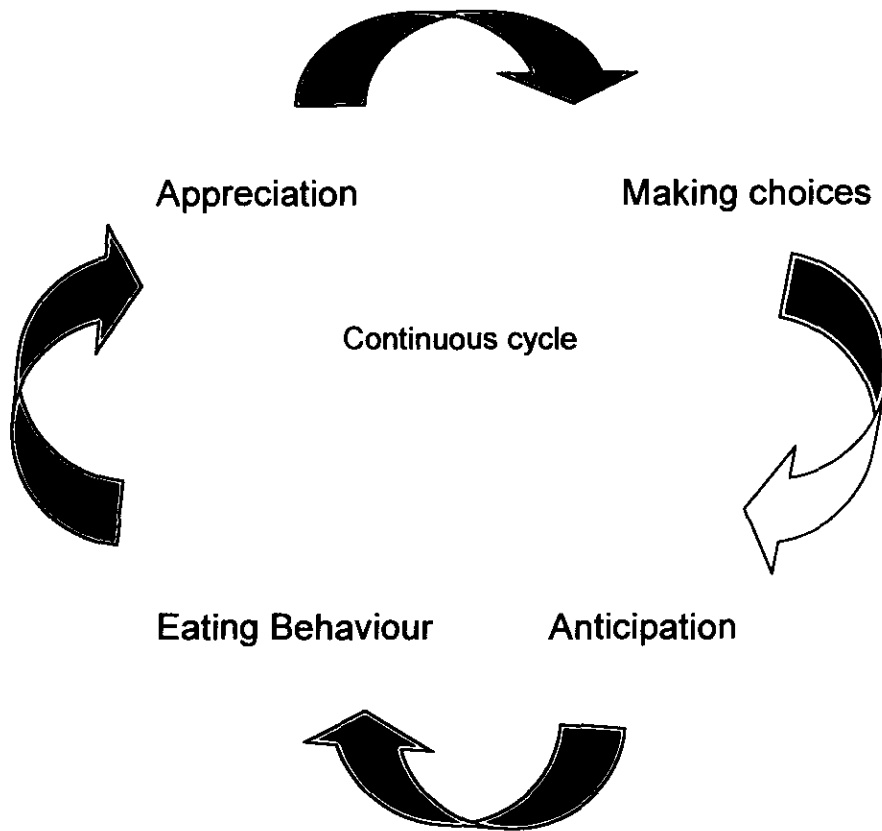 Appreciation
Making choices
Continuous cycle
Eating Behaviour
Anticipation